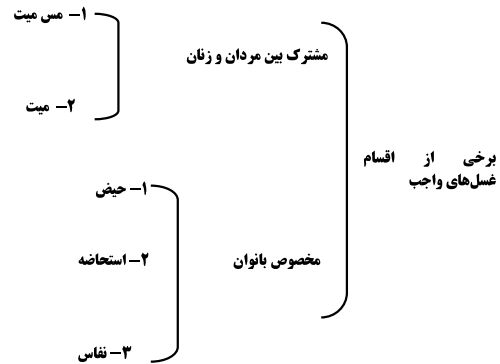 برخی از اقسام
غسل‌های واجب
مشترک بین مردان و زنان
۱– مس میت
۲– میت
مخصوص بانوان
۱– حیض
۲– استحاضه
۳– نفاس